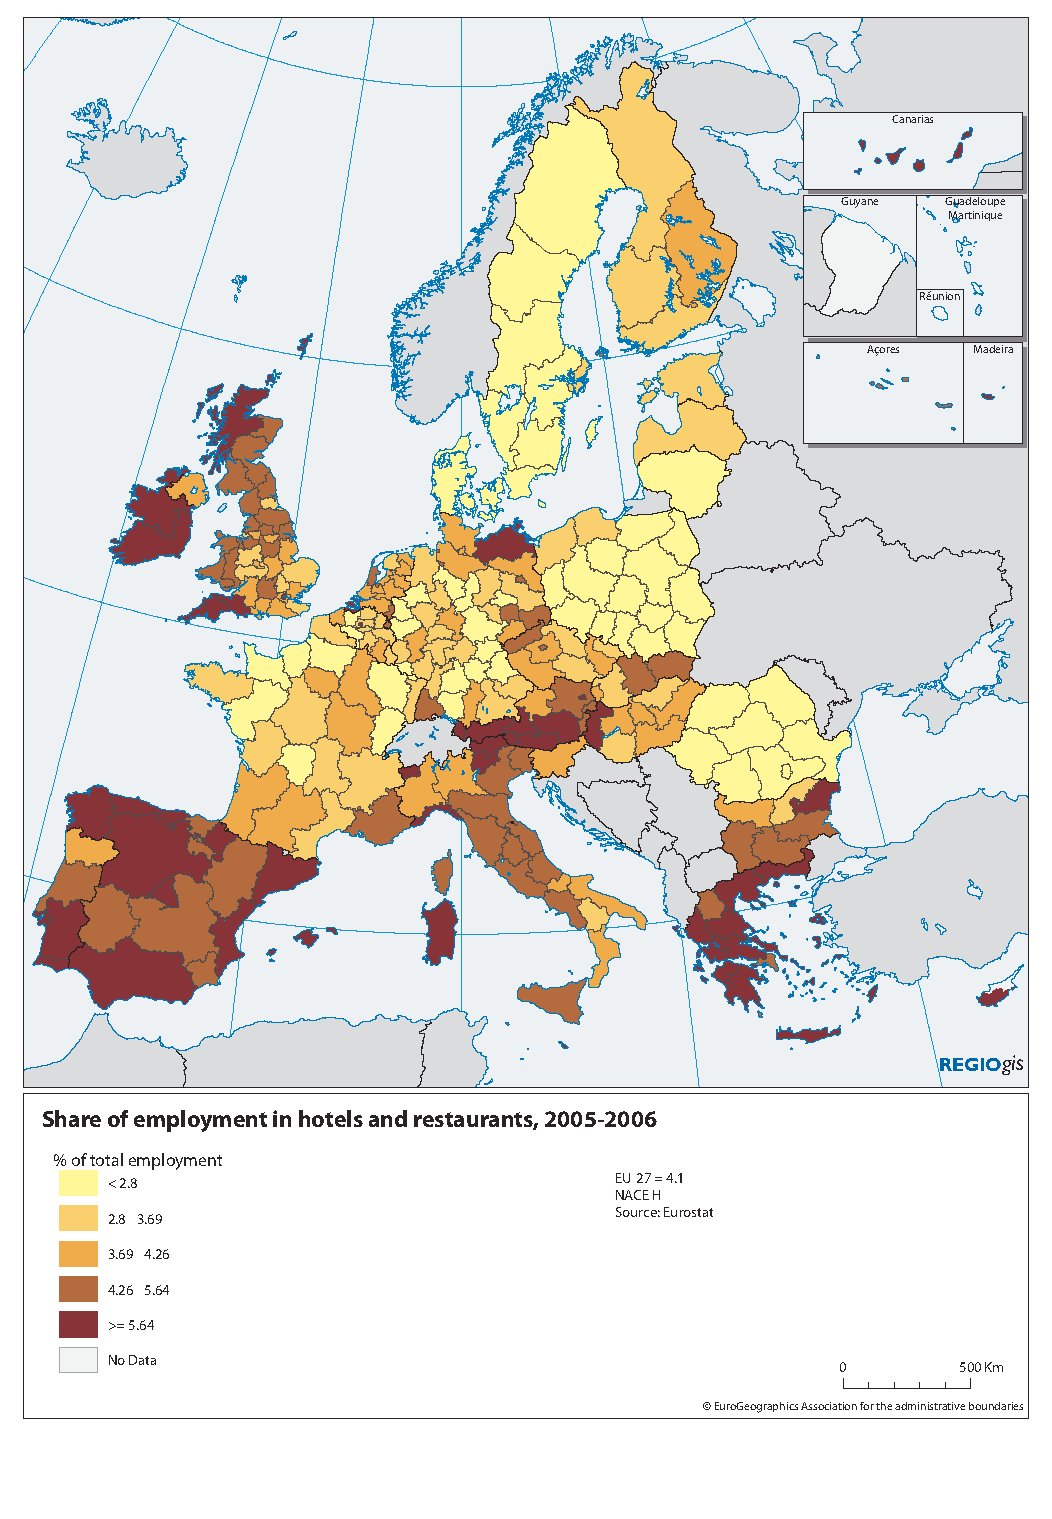 Canarias
Guyane
Guadeloupe
Martinique
Réunion
Açores
Madeira
REGIOgis
Share of employment in hotels and restaurants, 2005-2006
% of total employment
< 2.8
2.8 3.69
3.69 4.26
4.26 5.64
>= 5.64
No Data
EU 27 = 4.1
NACE H
Source: Eurostat
0 500 Km
© EuroGeographics Association for the administrative boundaries